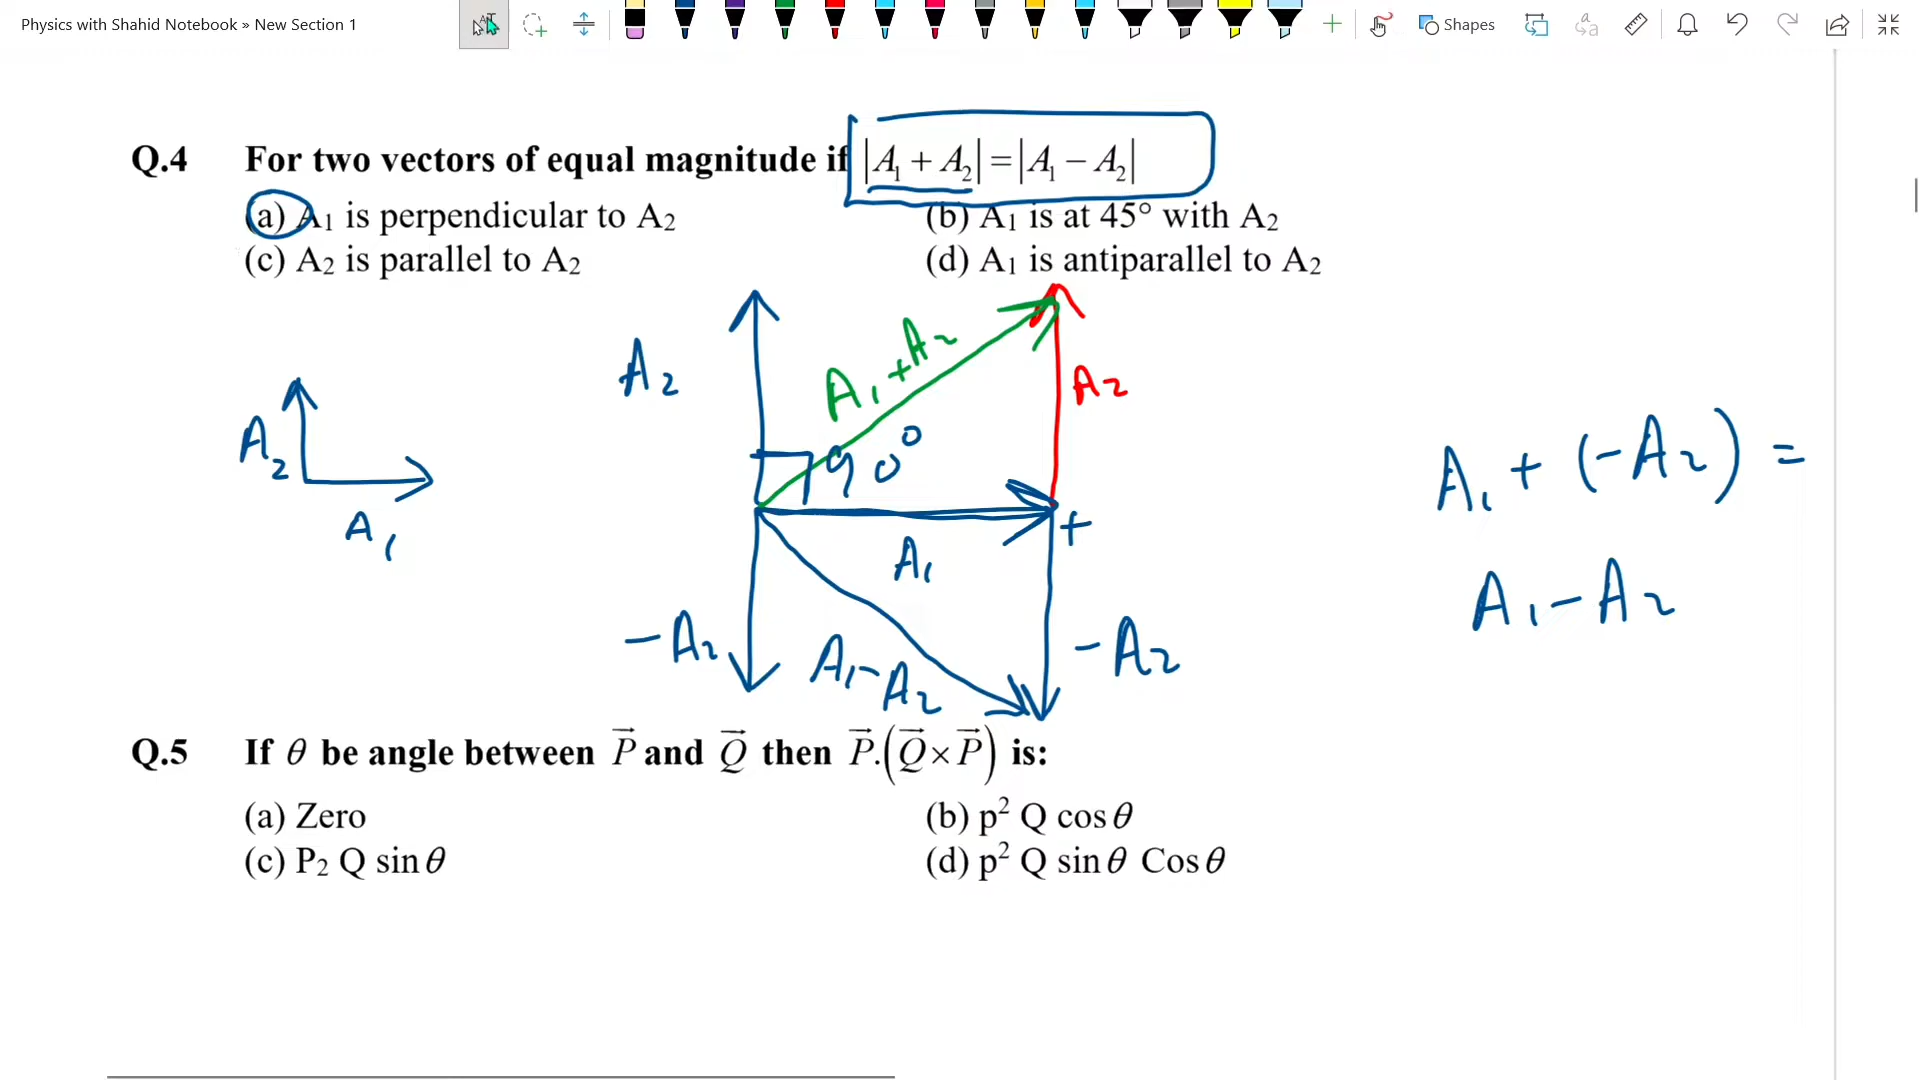 Physics with Shahid Notebook » New Section 1
Shapes
Q.4 For two vectors of equal magnitude if |A₁ + A₂| = |A₁ − A₂|
(a) A₁ is perpendicular to A₂ (b) A₁ is at 45° with A₂
(c) A₂ is parallel to A₂ (d) A₁ is antiparallel to A₂
A₂
A₁
A₂
A₁+A₂
A₂
90°
+
A₁
-A₂
A₁-A₂
-A₂
A₁ + (-A₂) =
A₁-A₂
Q.5 If θ be angle between P⃗ and Q⃗ then P⃗.(Q⃗×P⃗) is:
(a) Zero (b) p² Q cosθ
(c) P₂ Q sinθ (d) p² Q sinθ Cosθ